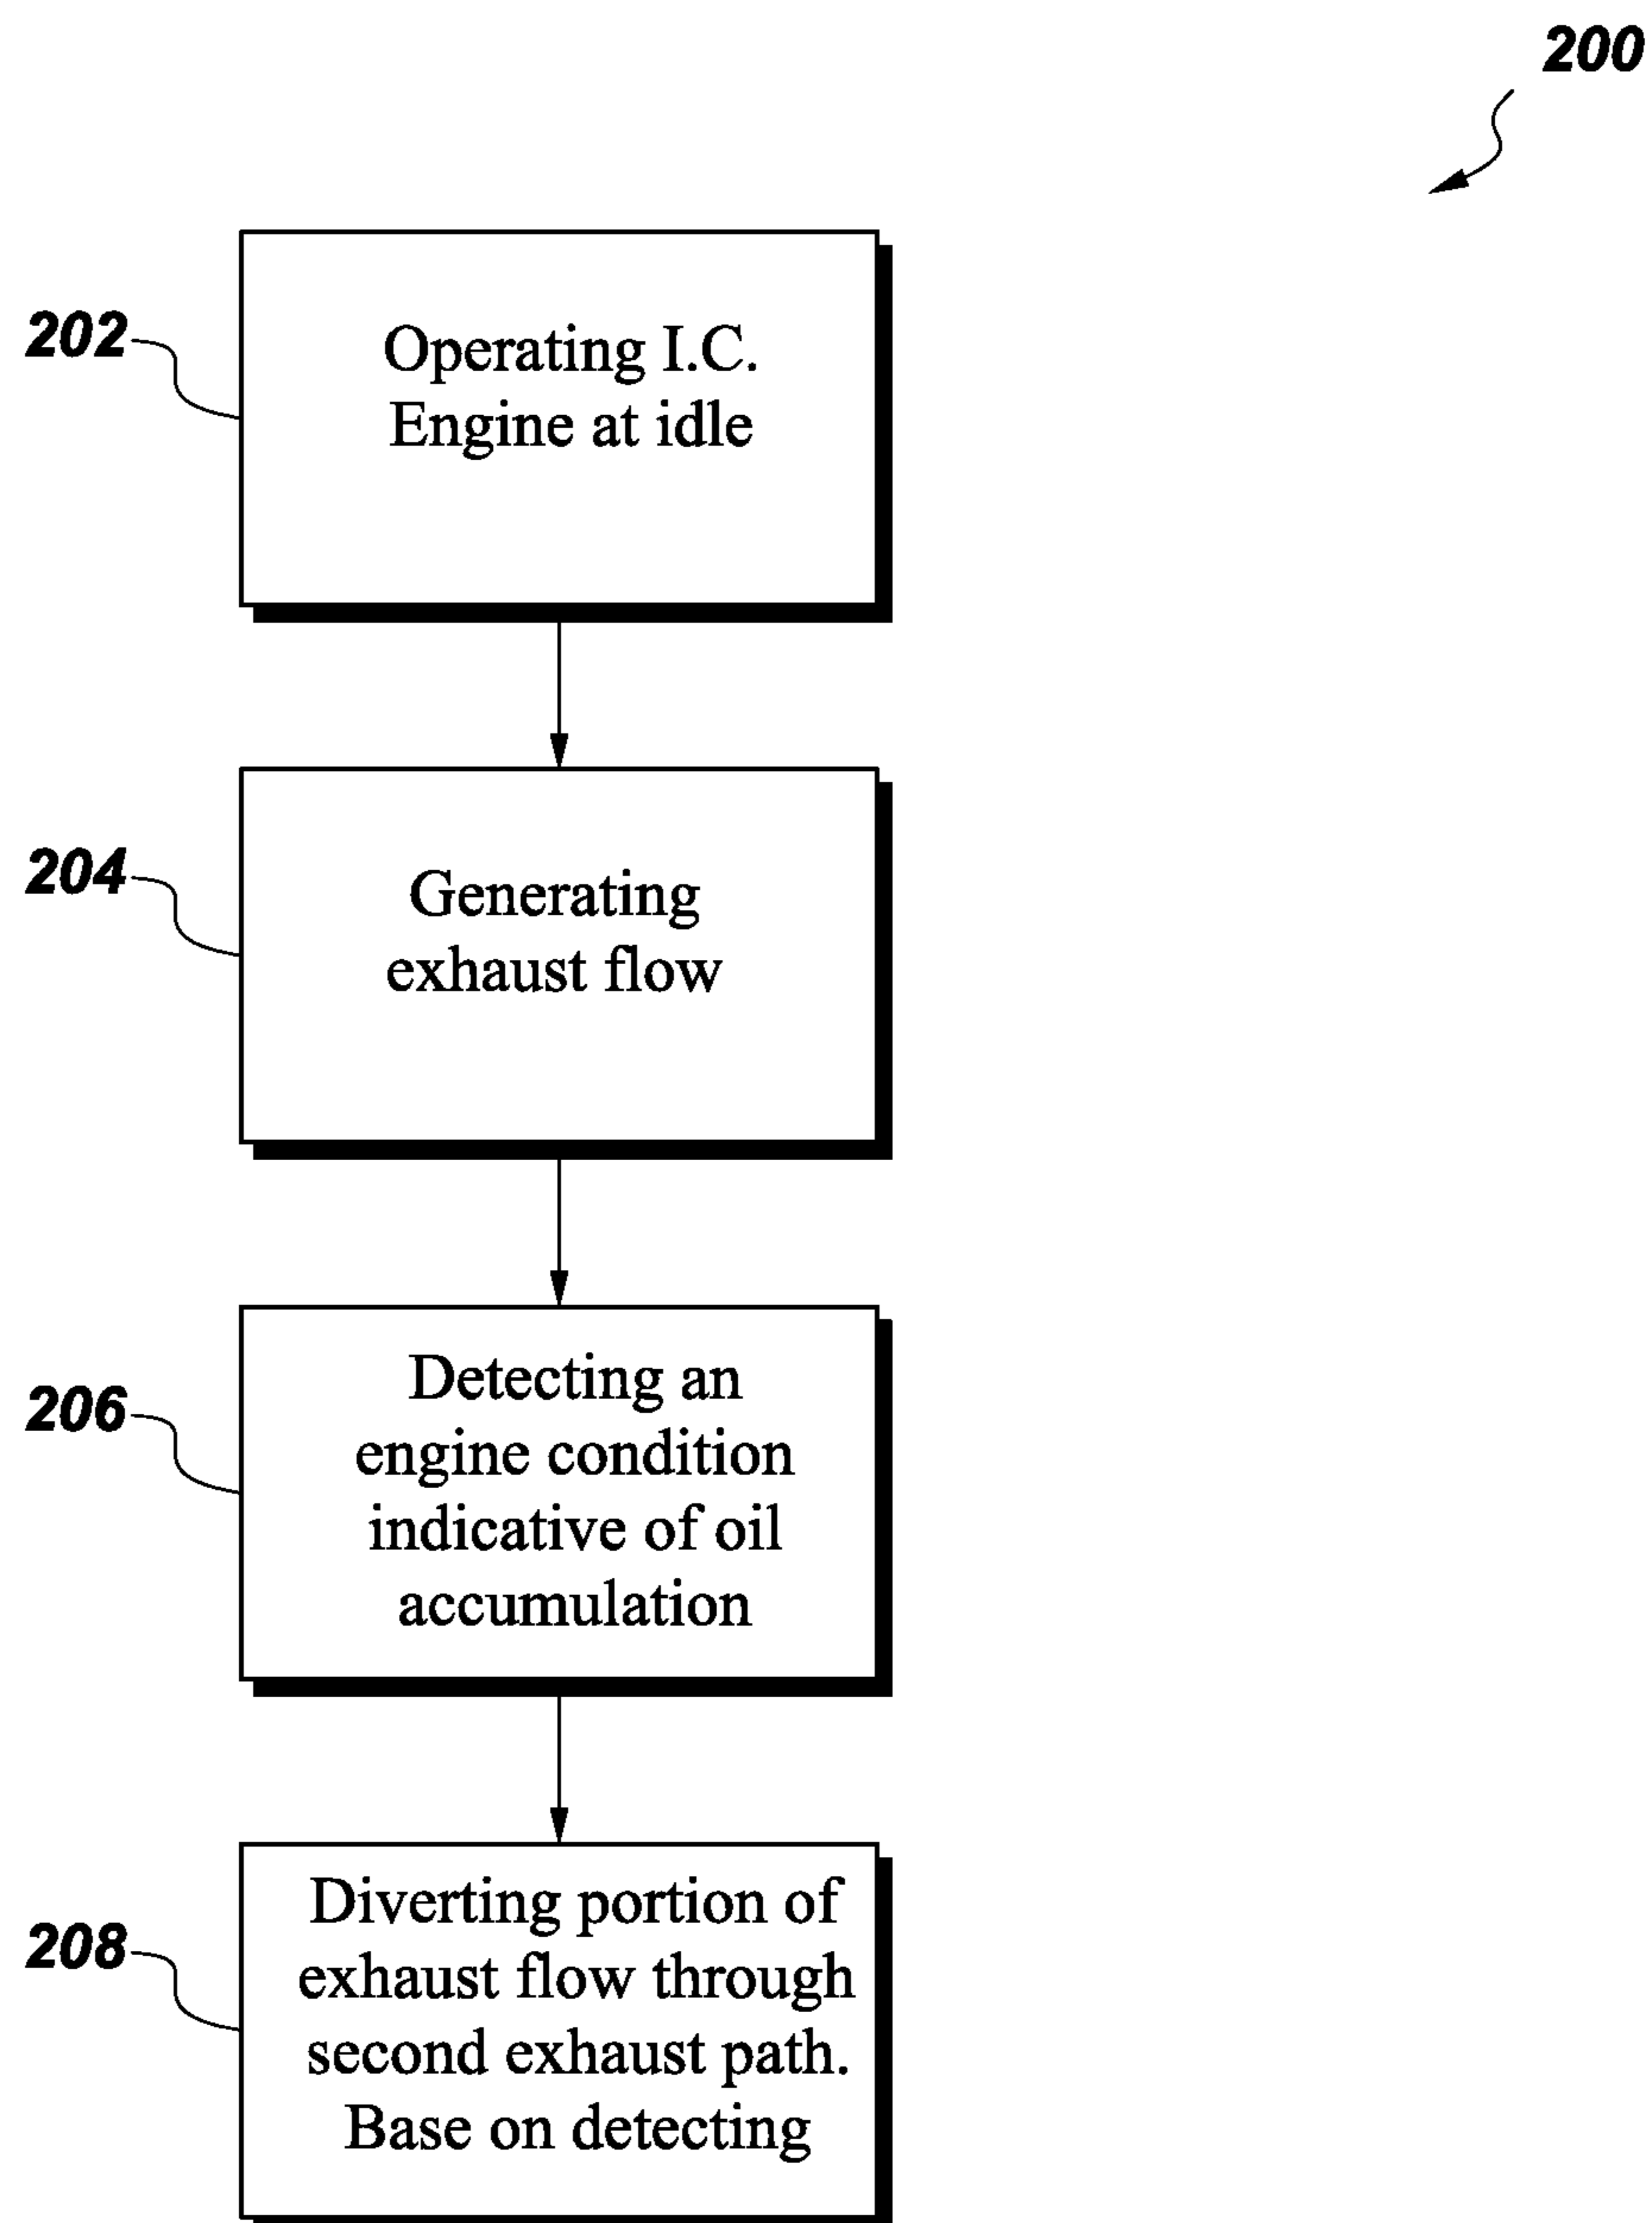 200
202
Operating I.C.
Engine at idle
204
Generating
exhaust flow
206
Detecting an
engine condition
indicative of oil
accumulation
208
Diverting portion of
exhaust flow through
second exhaust path.
Base on detecting